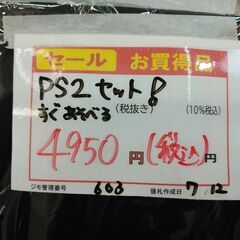 セール お買得品
PS2セット8
すぐあそべる (税抜き) (10%税込)
4950円(税込)円
ジモ管理番号 603 値札作成日 7/12